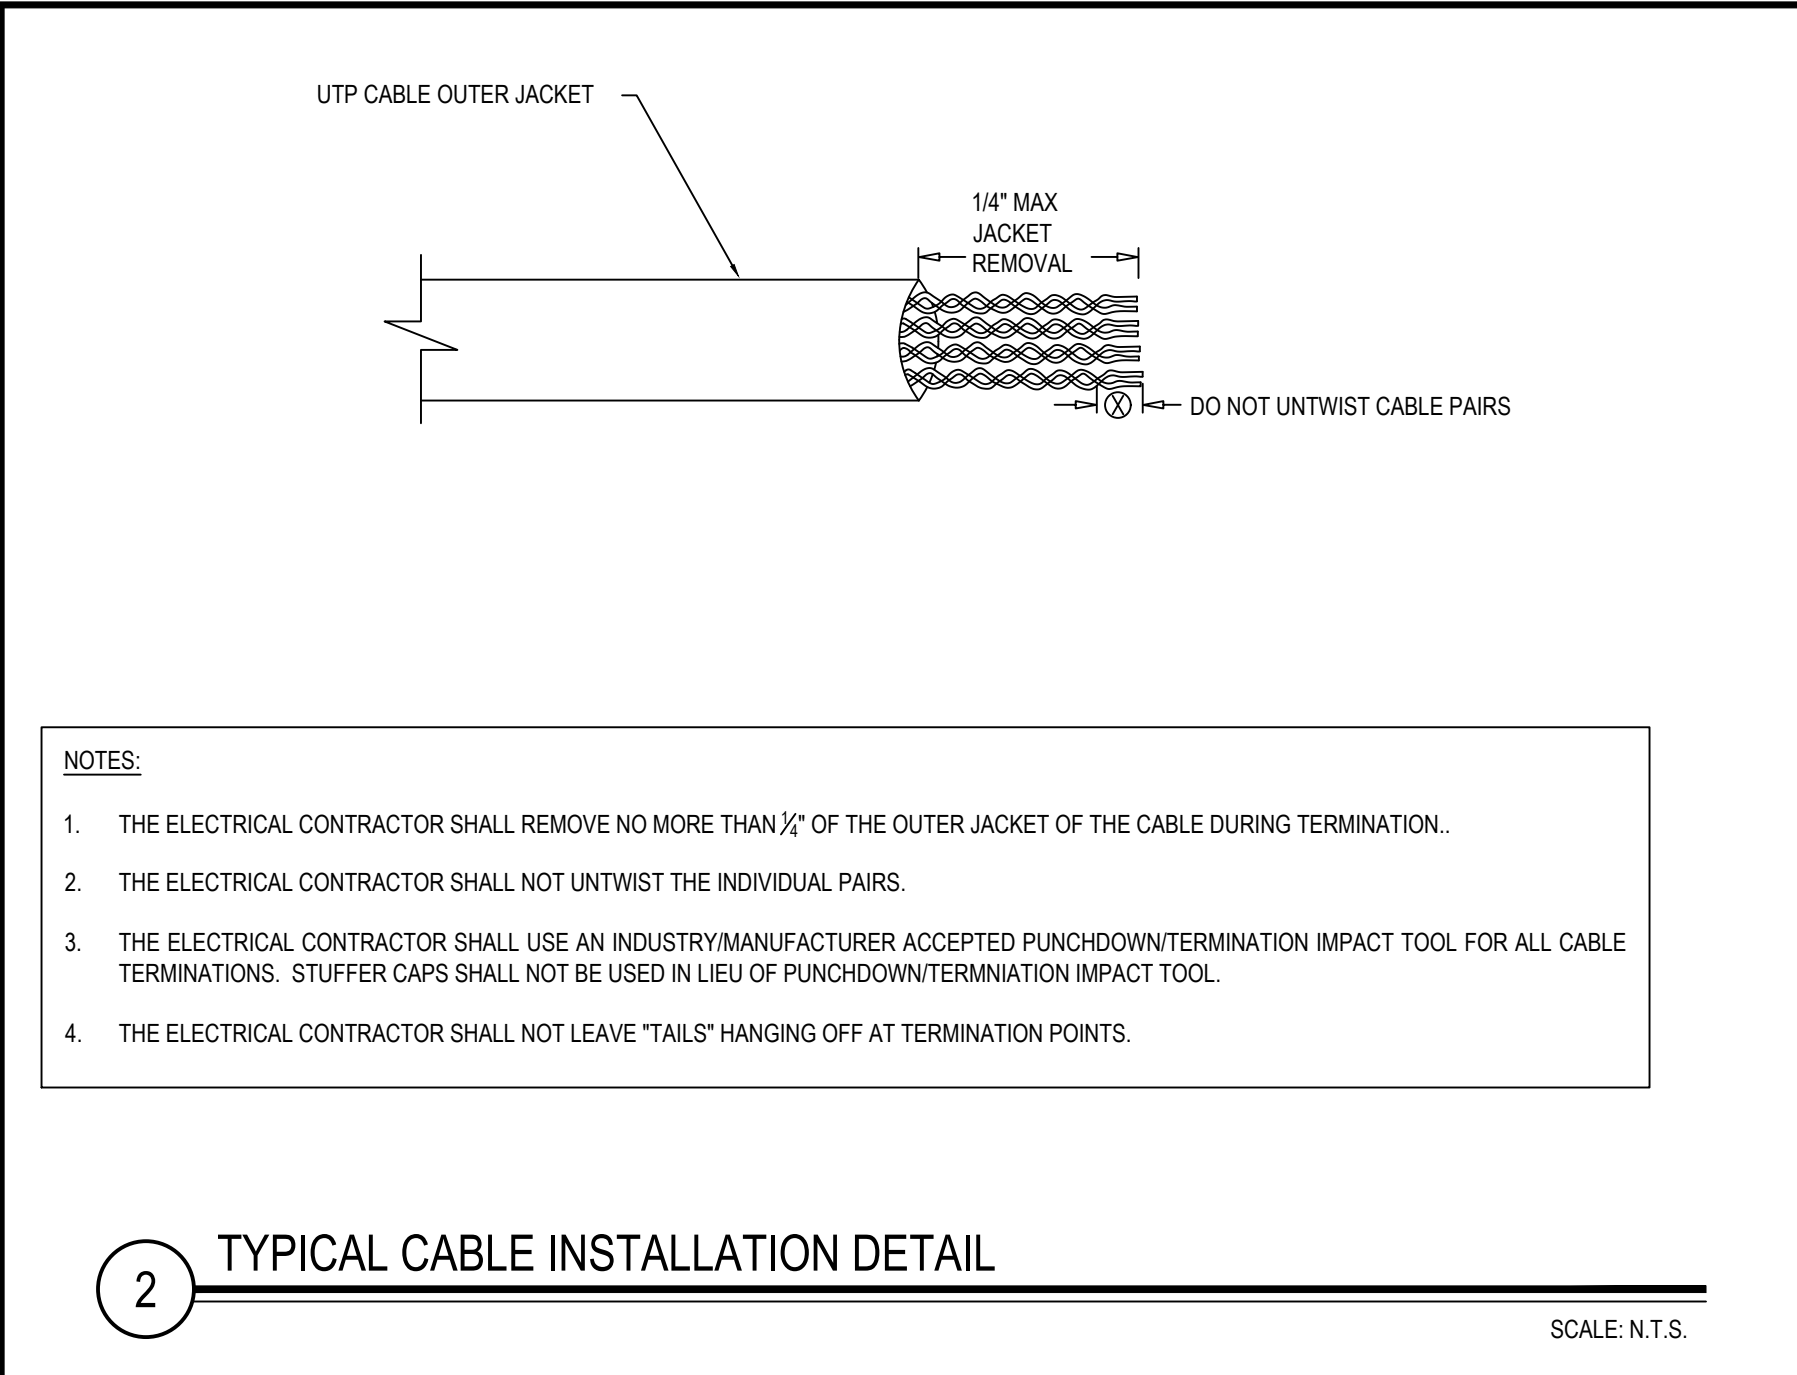 UTP CABLE OUTER JACKET
1/4" MAX
JACKET
REMOVAL
X DO NOT UNTWIST CABLE PAIRS
NOTES:
1. THE ELECTRICAL CONTRACTOR SHALL REMOVE NO MORE THAN 1/4" OF THE OUTER JACKET OF THE CABLE DURING TERMINATION..
2. THE ELECTRICAL CONTRACTOR SHALL NOT UNTWIST THE INDIVIDUAL PAIRS.
3. THE ELECTRICAL CONTRACTOR SHALL USE AN INDUSTRY/MANUFACTURER ACCEPTED PUNCHDOWN/TERMINATION IMPACT TOOL FOR ALL CABLE
TERMINATIONS. STUFFER CAPS SHALL NOT BE USED IN LIEU OF PUNCHDOWN/TERMNIATION IMPACT TOOL.
4. THE ELECTRICAL CONTRACTOR SHALL NOT LEAVE "TAILS" HANGING OFF AT TERMINATION POINTS.
2 TYPICAL CABLE INSTALLATION DETAIL
SCALE: N.T.S.